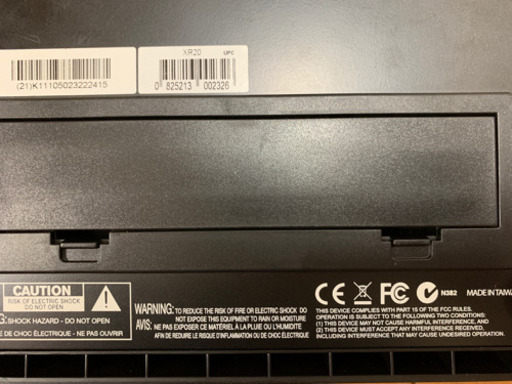 XR20 UPC
(21)K11105023222415
0 825213 002326
CAUTION
RISK OF ELECTRIC SHOCK
DO NOT OPEN
SHOCK HAZARD - DO NOT OPEN
DE CHOC ÉLECTRIQUE - NE PAS OUVRIR
WARNING: TO REDUCE THE RISK OF FIRE OR ELECTRIC SHOCK DO
NOT EXPOSE THIS EQUIPMENT TO RAIN OR MOISTURE
AVIS: NE PAS EXPOSER CE MATÉRIEL À LA PLUIE OU L'HUMIDITÉ
AFIN DE RÉDUIRE LE RISQUE D'INCENDIE OU DE CHOC ÉLECTIQUE
CE FC N382 MADE IN TAIW
THIS DEVICE COMPLIES WITH PART 15 OF THE FCC RULES.
OPERATION IS SUBJECT TO THE FOLLOWING TWO CONDITIONS:
(1) THIS DEVICE MAY NOT CAUSE HARMFUL INTERFERENCE, AND
(2) THIS DEVICE MUST ACCEPT ANY INTERFERENCE RECEIVED,
INCLUDING INTERFERENCE THAT MAY CAUSE UNDESIRED OPERATION.